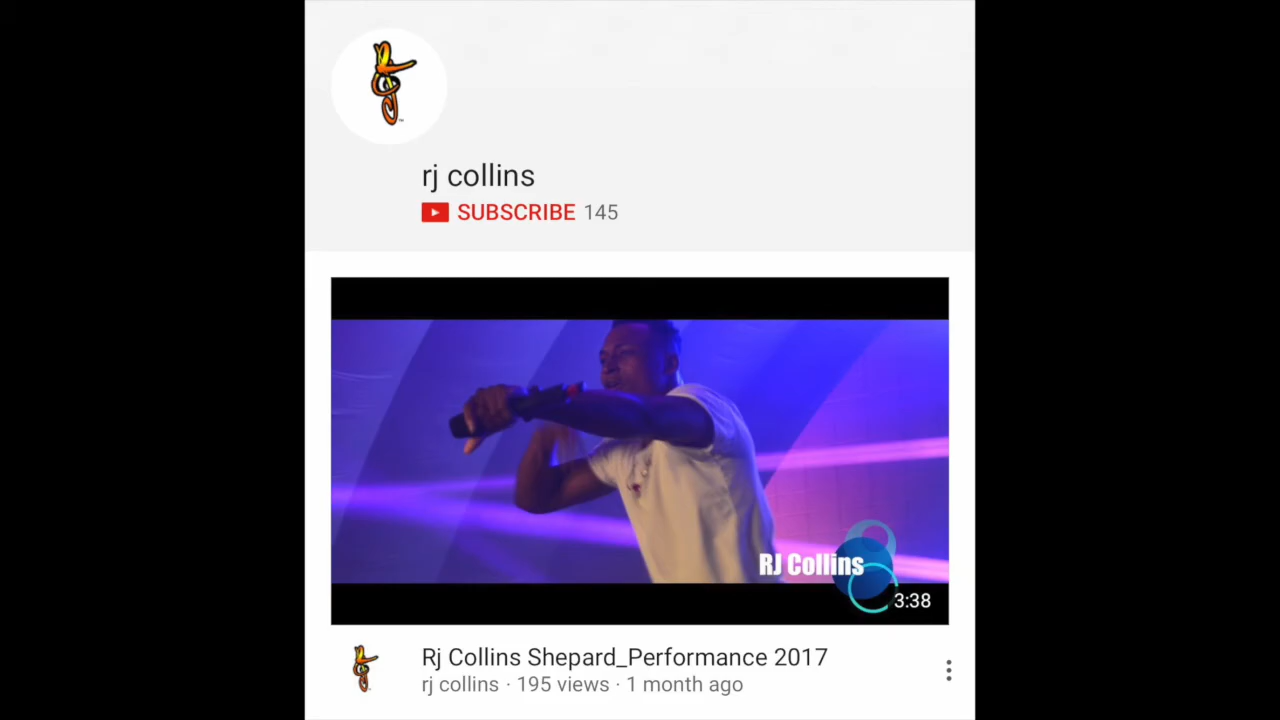 rj collins
SUBSCRIBE 145
RJ Collins
3:38
Rj Collins Shepard_Performance 2017
rj collins · 195 views · 1 month ago